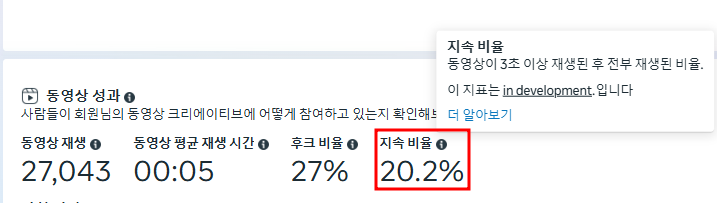 지속 비율
동영상이 3초 이상 재생된 후 전부 재생된 비율.
이 지표는 in development.입니다
더 알아보기
동영상 성과
사람들이 회원님의 동영상 크리에이티브에 어떻게 참여하고 있는지 확인해보
동영상 재생 동영상 평균 재생 시간 후크 비율 지속 비율
27,043 00:05 27% 20.2%